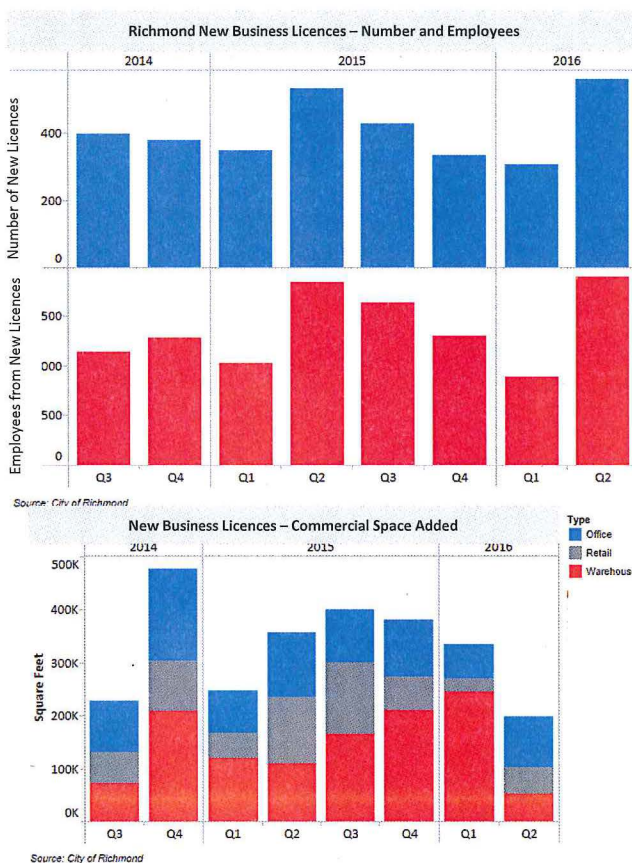 Richmond New Business Licences – Number and Employees
2014
2015
2016
Number of New Licences
400
200
0
Employees from New Licences
500
000
500
0
Q3
Q4
Q1
Q2
Q3
Q4
Q1
Q2
Source: City of Richmond
New Business Licences – Commercial Space Added
2014
2015
2016
Type
Office
Retail
Warehous
Square Feet
500K
400K
300K
200K
100K
0K
Q3
Q4
Q1
Q2
Q3
Q4
Q1
Q2
Source: City of Richmond